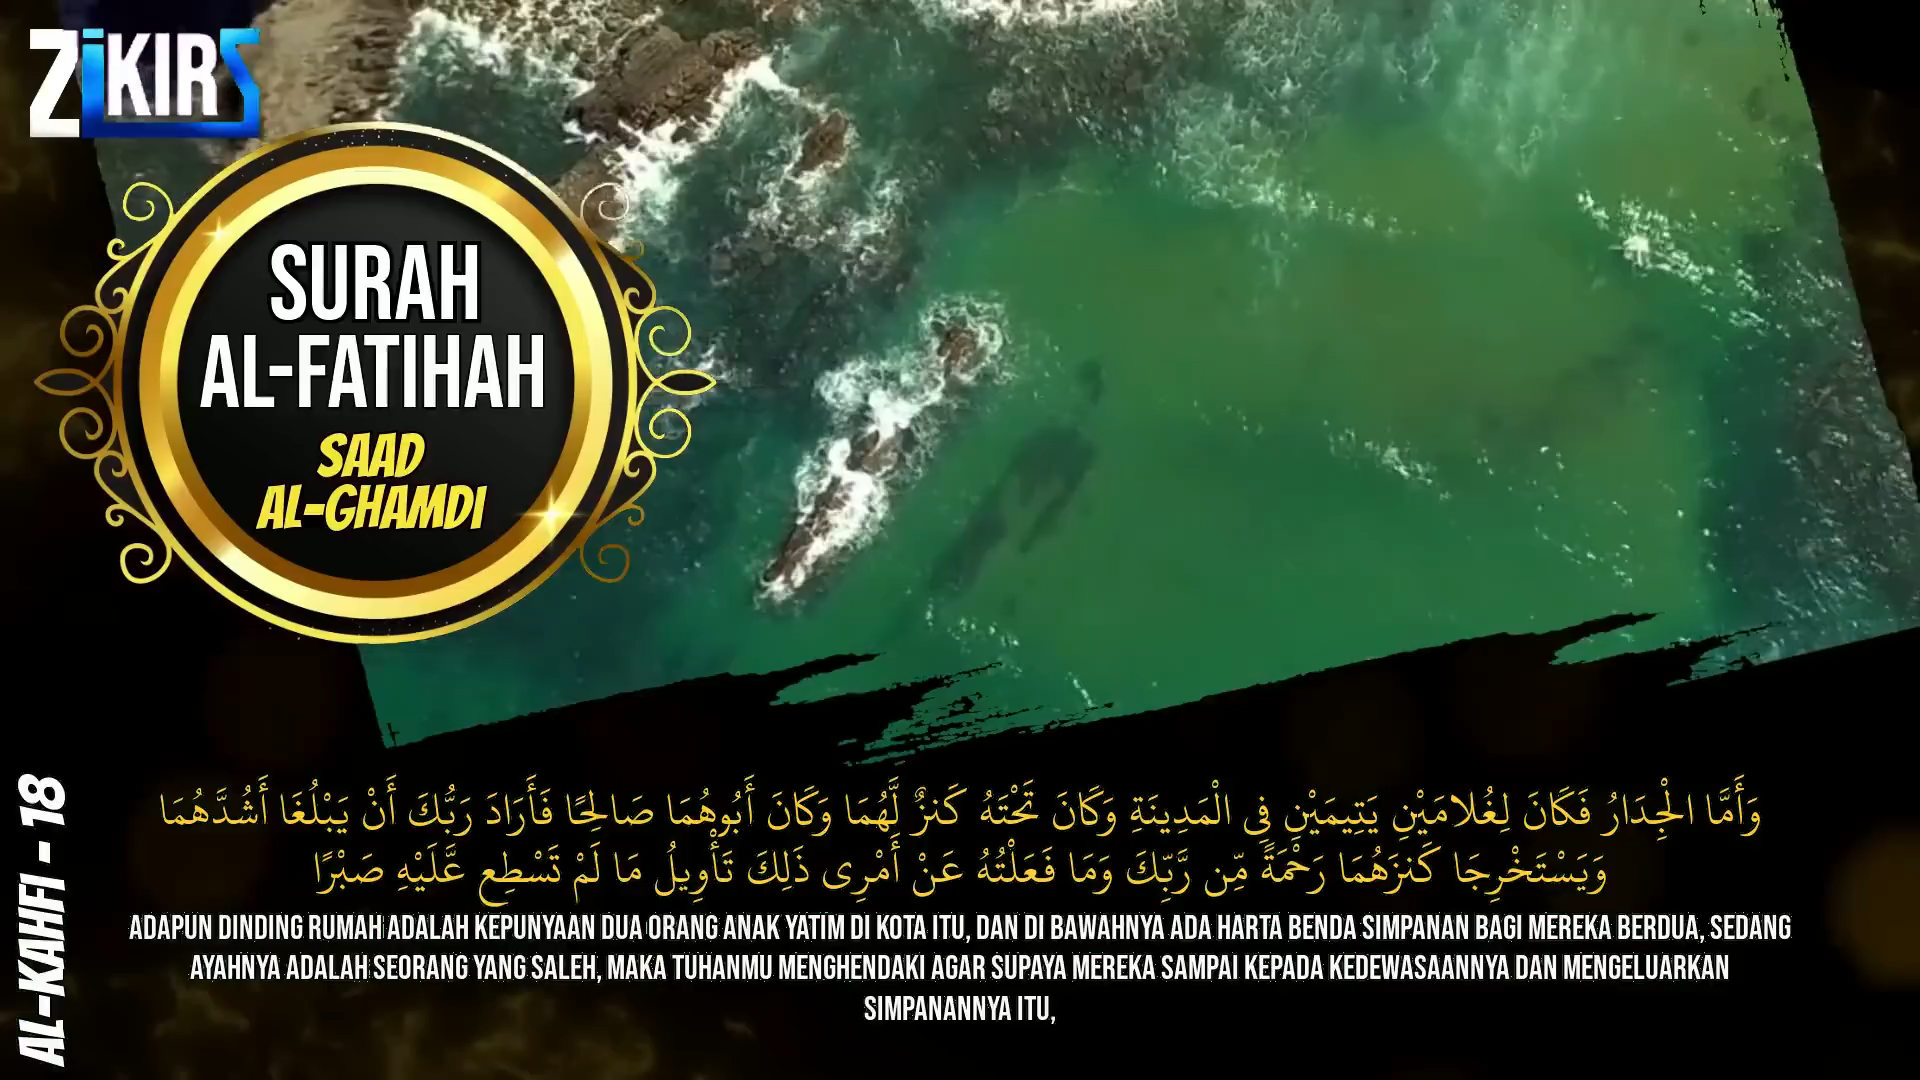 ZIKIRS
SURAH
AL-FATIHAH
SAAD
AL-GHAMDI
AL-KAHFI - 18
وَأَمَّا الْجِدَارُ فَكَانَ لِغُلَامَيْنِ يَتِيمَيْنِ فِي الْمَدِينَةِ وَكَانَ تَحْتَهُ كَنزٌ لَّهُمَا وَكَانَ أَبُوهُمَا صَالِحًا فَأَرَادَ رَبُّكَ أَنْ يَبْلُغَا أَشُدَّهُمَا
وَيَسْتَخْرِجَا كَنزَهُمَا رَحْمَةً مِّن رَّبِّكَ وَمَا فَعَلْتُهُ عَنْ أَمْرِى ذَلِكَ تَأْوِيلُ مَا لَمْ تَسْطِع عَّلَيْهِ صَبْرًا
ADAPUN DINDING RUMAH ADALAH KEPUNYAAN DUA ORANG ANAK YATIM DI KOTA ITU, DAN DI BAWAHNYA ADA HARTA BENDA SIMPANAN BAGI MEREKA BERDUA, SEDANG
AYAHNYA ADALAH SEORANG YANG SALEH, MAKA TUHANMU MENGHENDAKI AGAR SUPAYA MEREKA SAMPAI KEPADA KEDEWASAANNYA DAN MENGELUARKAN
SIMPANANNYA ITU,